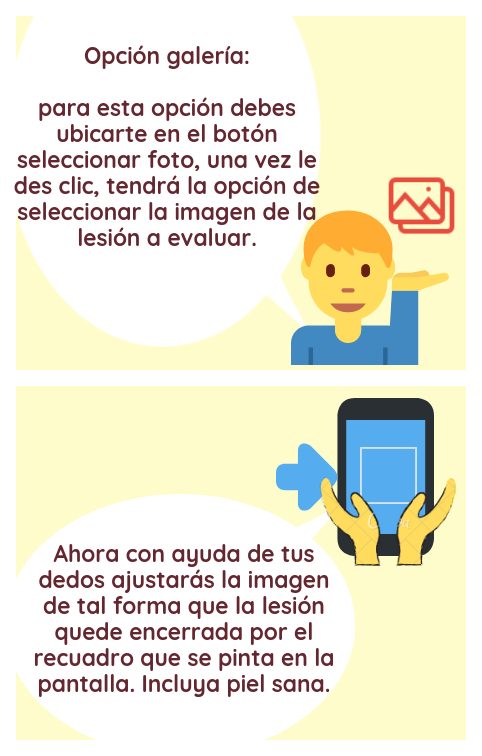 Opción galería:
para esta opción debes
ubicarte en el botón
seleccionar foto, una vez le
des clic, tendrá la opción de
seleccionar la imagen de la
lesión a evaluar.
Ahora con ayuda de tus
dedos ajustarás la imagen
de tal forma que la lesión
quede encerrada por el
recuadro que se pinta en la
pantalla. Incluya piel sana.